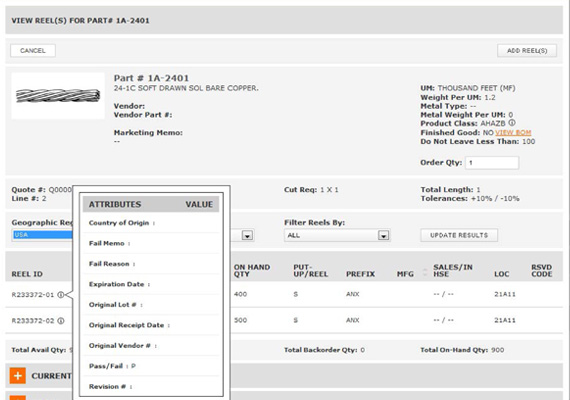 VIEW REEL(S) FOR PART# 1A-2401
CANCEL
ADD REEL(S)
Part # 1A-2401
24-1C SOFT DRAWN SOL BARE COPPER.
Vendor:
Vendor Part #:
Marketing Memo:
--
UM: THOUSAND FEET (MF)
Weight Per UM: 1.2
Metal Type: --
Metal Weight Per UM: 0
Product Class: AHAZB
Finished Good: NO VIEW BOM
Do Not Leave Less Than: 100
Order Qty: 1
Quote #: Q0000
Line #: 2
Cut Req: 1 X 1
Total Length: 1
Tolerances: +10% / -10%
Geographic Reg
USA
Filter Reels By:
ALL
UPDATE RESULTS
ATTRIBUTES VALUE
Country of Origin :
Fail Memo :
Fail Reason :
Expiration Date :
Original Lot # :
Original Receipt Date :
Original Vendor # :
Pass/Fail : P
Revision # :
REEL ID ON HAND QTY PUT-UP/REEL PREFIX MFG SALES/IN HSE LOC RSVD CODE
R233372-01 400 S ANX -- / -- 21A11
R233372-02 500 S ANX -- / -- 21A11
Total Avail Qty: 9
Total Backorder Qty: 0
Total On-Hand Qty: 900
CURRENT